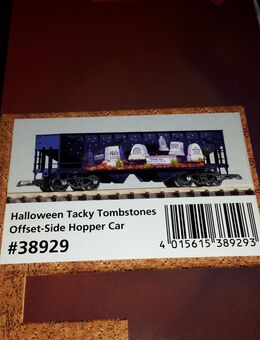 Halloween Tacky Tombstones
Offset-Side Hopper Car
#38929
4 015615 389293